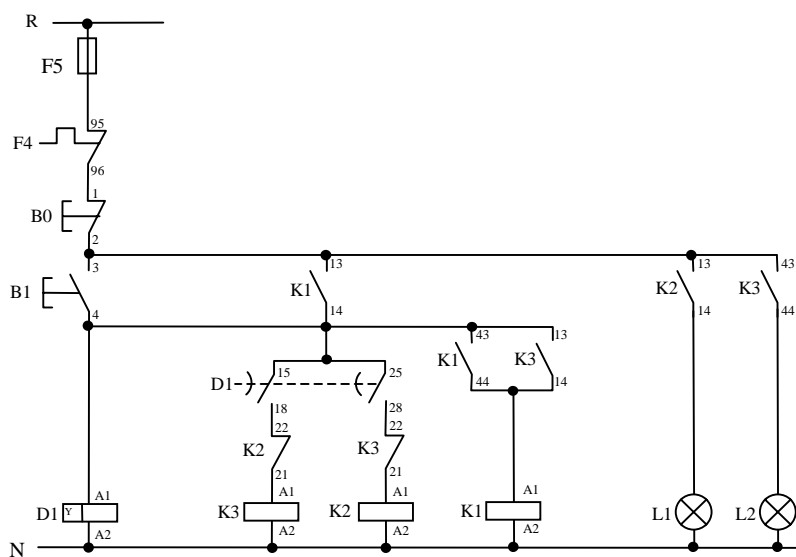 R
F5
95
F4
96
1
B0
2
3 13 13 43
B1 K1 K2 K3
4 14 14 44
43 13
K1 K3
44 14
D1 15 25
18 28
22 22
K2 K3
21 21
A1 A1 A1 A1
D1 Y K3 K2 K1 L1 L2
A2 A2 A2 A2
N